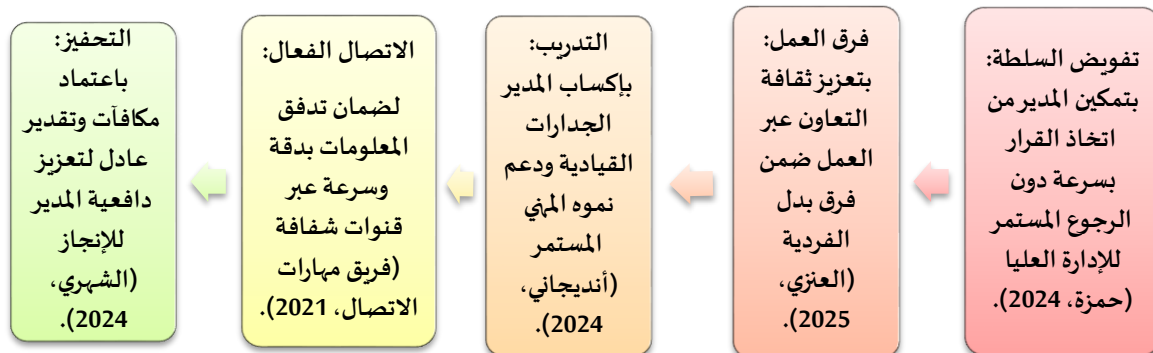 تفويض السلطة:
بتمكين المدير من
اتخاذ القرار
بسرعة دون
الرجوع المستمر
للإدارة العليا
(حمزة، 2024).
فرق العمل:
بتعزيز ثقافة
التعاون عبر
العمل ضمن
فرق بدل
الفردية
(العنزي،
2025).
التدريب:
بإكساب المدير
الجدارات
القيادية ودعم
نموه المهني
المستمر
(أنديجاني،
2024).
الاتصال الفعال:
لضمان تدفق
المعلومات بدقة
وسرعة عبر
قنوات شفافة
(فريق مهارات
الاتصال، 2021).
التحفيز:
باعتماد
مكافآت وتقدير
عادل لتعزيز
دافعية المدير
للإنجاز
(الشهري،
2024).